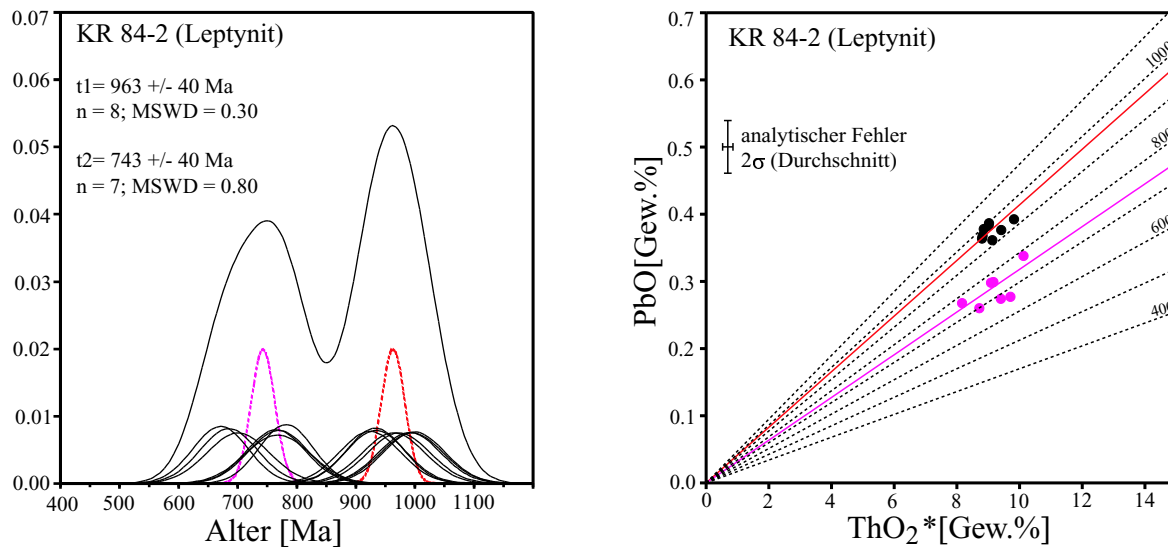 KR 84-2 (Leptynit)
t1= 963 +/- 40 Ma
n = 8; MSWD = 0.30
t2= 743 +/- 40 Ma
n = 7; MSWD = 0.80
0.07
0.06
0.05
0.04
0.03
0.02
0.01
0.00
400 500 600 700 800 900 1000 1100
Alter [Ma]
KR 84-2 (Leptynit)
analytischer Fehler
2σ (Durchschnitt)
PbO[Gew.%]
0.7
0.6
0.5
0.4
0.3
0.2
0.1
0.0
1000
800
600
400
0 2 4 6 8 10 12 14
ThO2*[Gew.%]